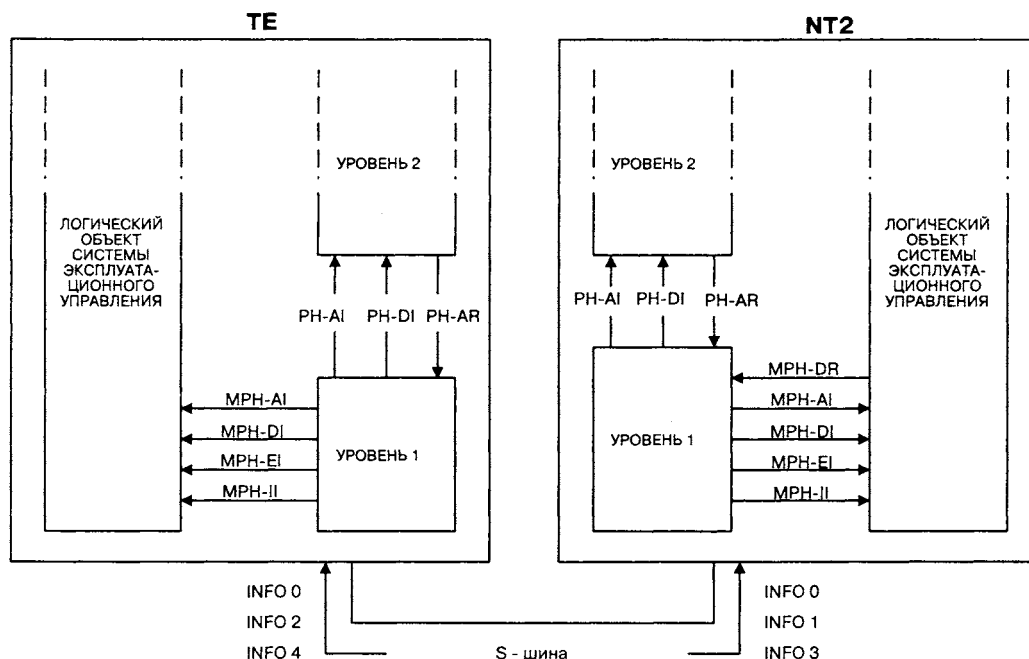 TE
NT2
УРОВЕНЬ 2
УРОВЕНЬ 2
ЛОГИЧЕСКИЙ
ОБЪЕКТ
СИСТЕМЫ
ЭКСПЛУАТА-
ЦИОННОГО
УПРАВЛЕНИЯ
ЛОГИЧЕСКИЙ
ОБЪЕКТ
СИСТЕМЫ
ЭКСПЛУАТА-
ЦИОННОГО
УПРАВЛЕНИЯ
PH-AI PH-DI PH-AR
PH-AI PH-DI PH-AR
MPH-AI
MPH-DI
MPH-EI
MPH-II
УРОВЕНЬ 1
УРОВЕНЬ 1
MPH-DR
MPH-AI
MPH-DI
MPH-EI
MPH-II
INFO 0
INFO 2
INFO 4
S - шина
INFO 0
INFO 1
INFO 3